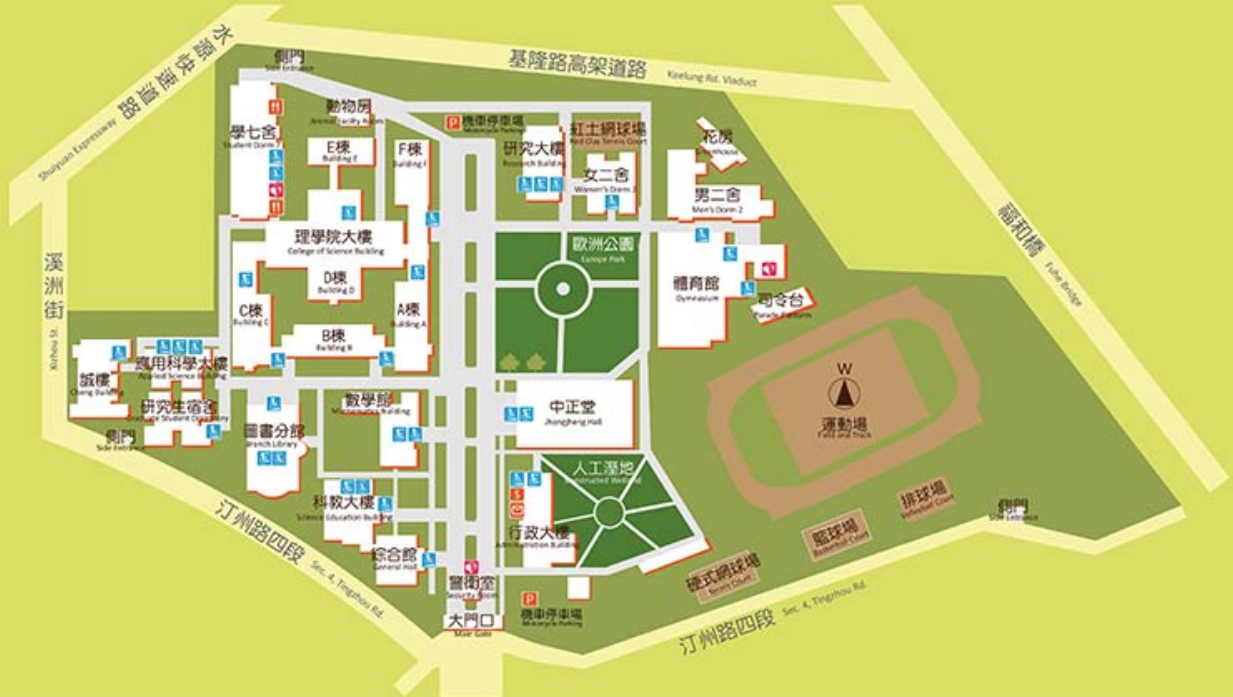 水源快速道路
Shuiyuan Expressway
側門
Side Entrance
基隆路高架道路
Keelung Rd. Viaduct
動物房
Animal Facility Room
P
機車停車場
Motorcycle Parking
紅土網球場
Red Clay Tennis Court
花房
Greenhouse
學七舍
Student Dorm 7
E棟
Building E
F棟
Building F
研究大樓
Research Building
女二舍
Women's Dorm 2
男二舍
Men's Dorm 2
福和橋
Fuhe Bridge
理學院大樓
College of Science Building
歐洲公園
Europe Park
溪洲街
Xizhou St.
D棟
Building D
體育館
Gymnasium
司令台
Parade Platform
C棟
Building C
A棟
Building A
B棟
Building B
誠樓
Cheng Building
應用科學大樓
Applied Science Building
研究生宿舍
Graduate Student Dormitory
數學館
Mathematics Building
中正堂
Zhongzheng Hall
W
運動場
Field and Track
側門
Side Entrance
圖書分館
Branch Library
人工溼地
Constructed Wetland
科教大樓
Science Education Building
行政大樓
Administration Building
排球場
Volleyball Court
籃球場
Basketball Court
側門
Side Entrance
汀州路四段
Sec. 4, Tingzhou Rd.
綜合館
General Hall
硬式網球場
Tennis Court
警衛室
Security Room
P
機車停車場
Motorcycle Parking
大門口
Main Gate
汀州路四段
Sec. 4, Tingzhou Rd.